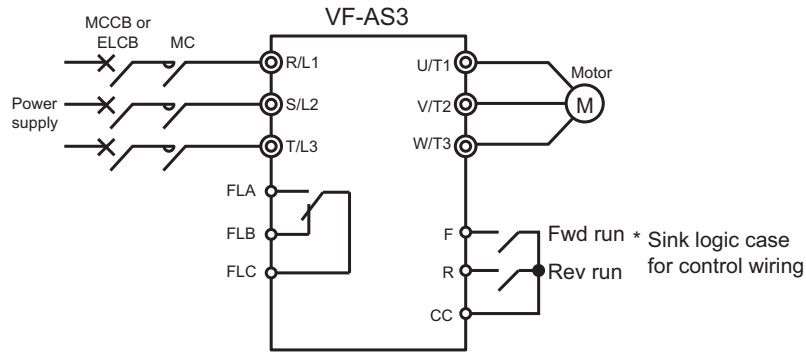 VF-AS3
MCCB or
ELCB
MC
R/L1
U/T1
Motor
Power
supply
S/L2
V/T2
M
T/L3
W/T3
FLA
FLB
F
Fwd run
* Sink logic case
for control wiring
FLC
R
Rev run
CC